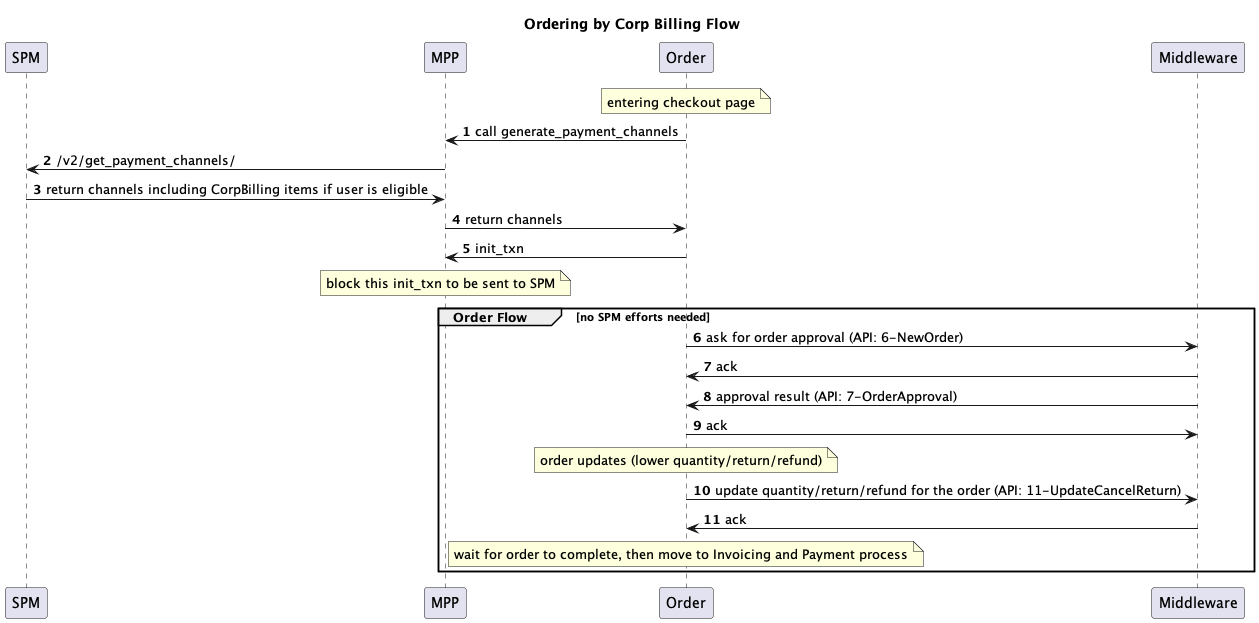 Ordering by Corp Billing Flow
SPM
MPP
Order
Middleware
entering checkout page
1 call generate_payment_channels
2 /v2/get_payment_channels/
3 return channels including CorpBilling items if user is eligible
4 return channels
5 init_txn
block this init_txn to be sent to SPM
Order Flow [no SPM efforts needed]
6 ask for order approval (API: 6-NewOrder)
7 ack
8 approval result (API: 7-OrderApproval)
9 ack
order updates (lower quantity/return/refund)
10 update quantity/return/refund for the order (API: 11-UpdateCancelReturn)
11 ack
wait for order to complete, then move to Invoicing and Payment process
SPM
MPP
Order
Middleware